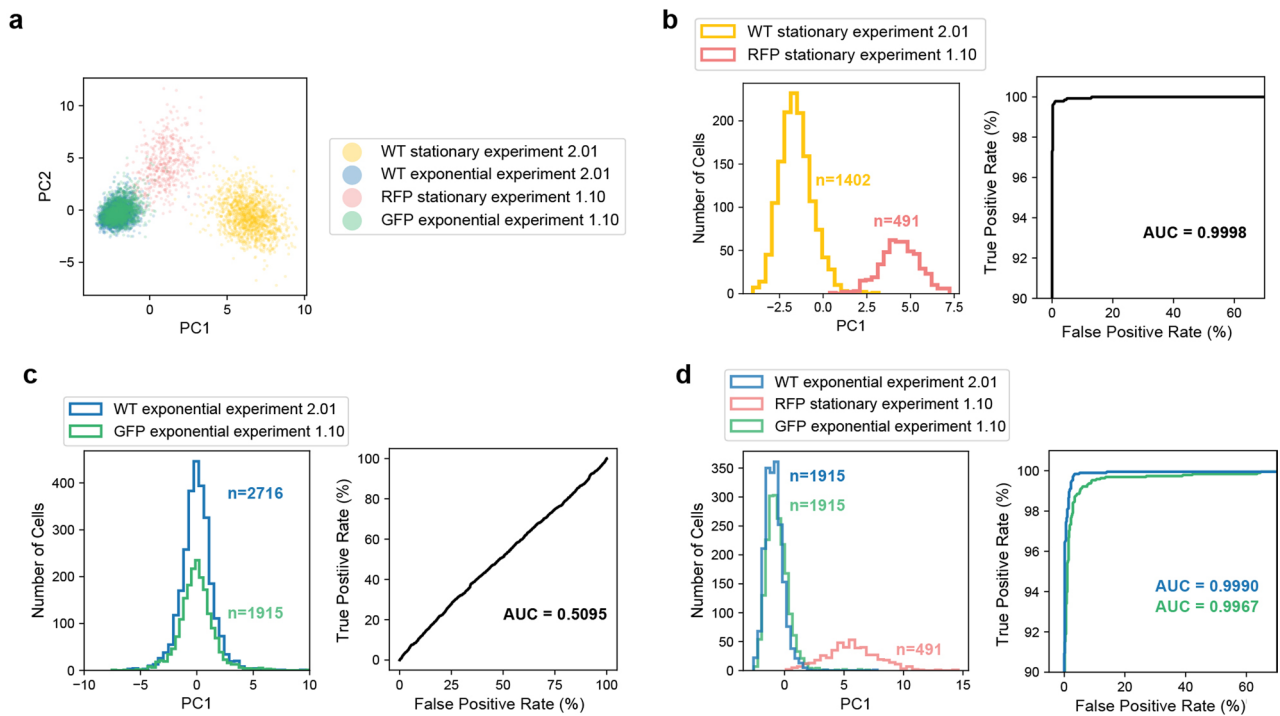 a
PC2
10
5
0
−5
0
5
10
PC1
WT stationary experiment 2.01
WT exponential experiment 2.01
RFP stationary experiment 1.10
GFP exponential experiment 1.10
b
WT stationary experiment 2.01
RFP stationary experiment 1.10
Number of Cells
200
150
100
50
0
n=1402
n=491
−2.5
0.0
2.5
5.0
7.5
PC1
True Positive Rate (%)
100
98
96
94
92
90
AUC = 0.9998
0
20
40
60
False Positive Rate (%)
c
WT exponential experiment 2.01
GFP exponential experiment 1.10
Number of Cells
400
300
200
100
0
n=2716
n=1915
−10
−5
0
5
10
PC1
True Postiive Rate (%)
100
80
60
40
20
0
AUC = 0.5095
0
25
50
75
100
False Positive Rate (%)
d
WT exponential experiment 2.01
RFP stationary experiment 1.10
GFP exponential experiment 1.10
Number of Cells
350
300
250
200
150
100
50
0
n=1915
n=1915
n=491
0
5
10
15
PC1
True Positive Rate (%)
100
98
96
94
92
90
AUC = 0.9990
AUC = 0.9967
0
20
40
60
False Positive Rate (%)